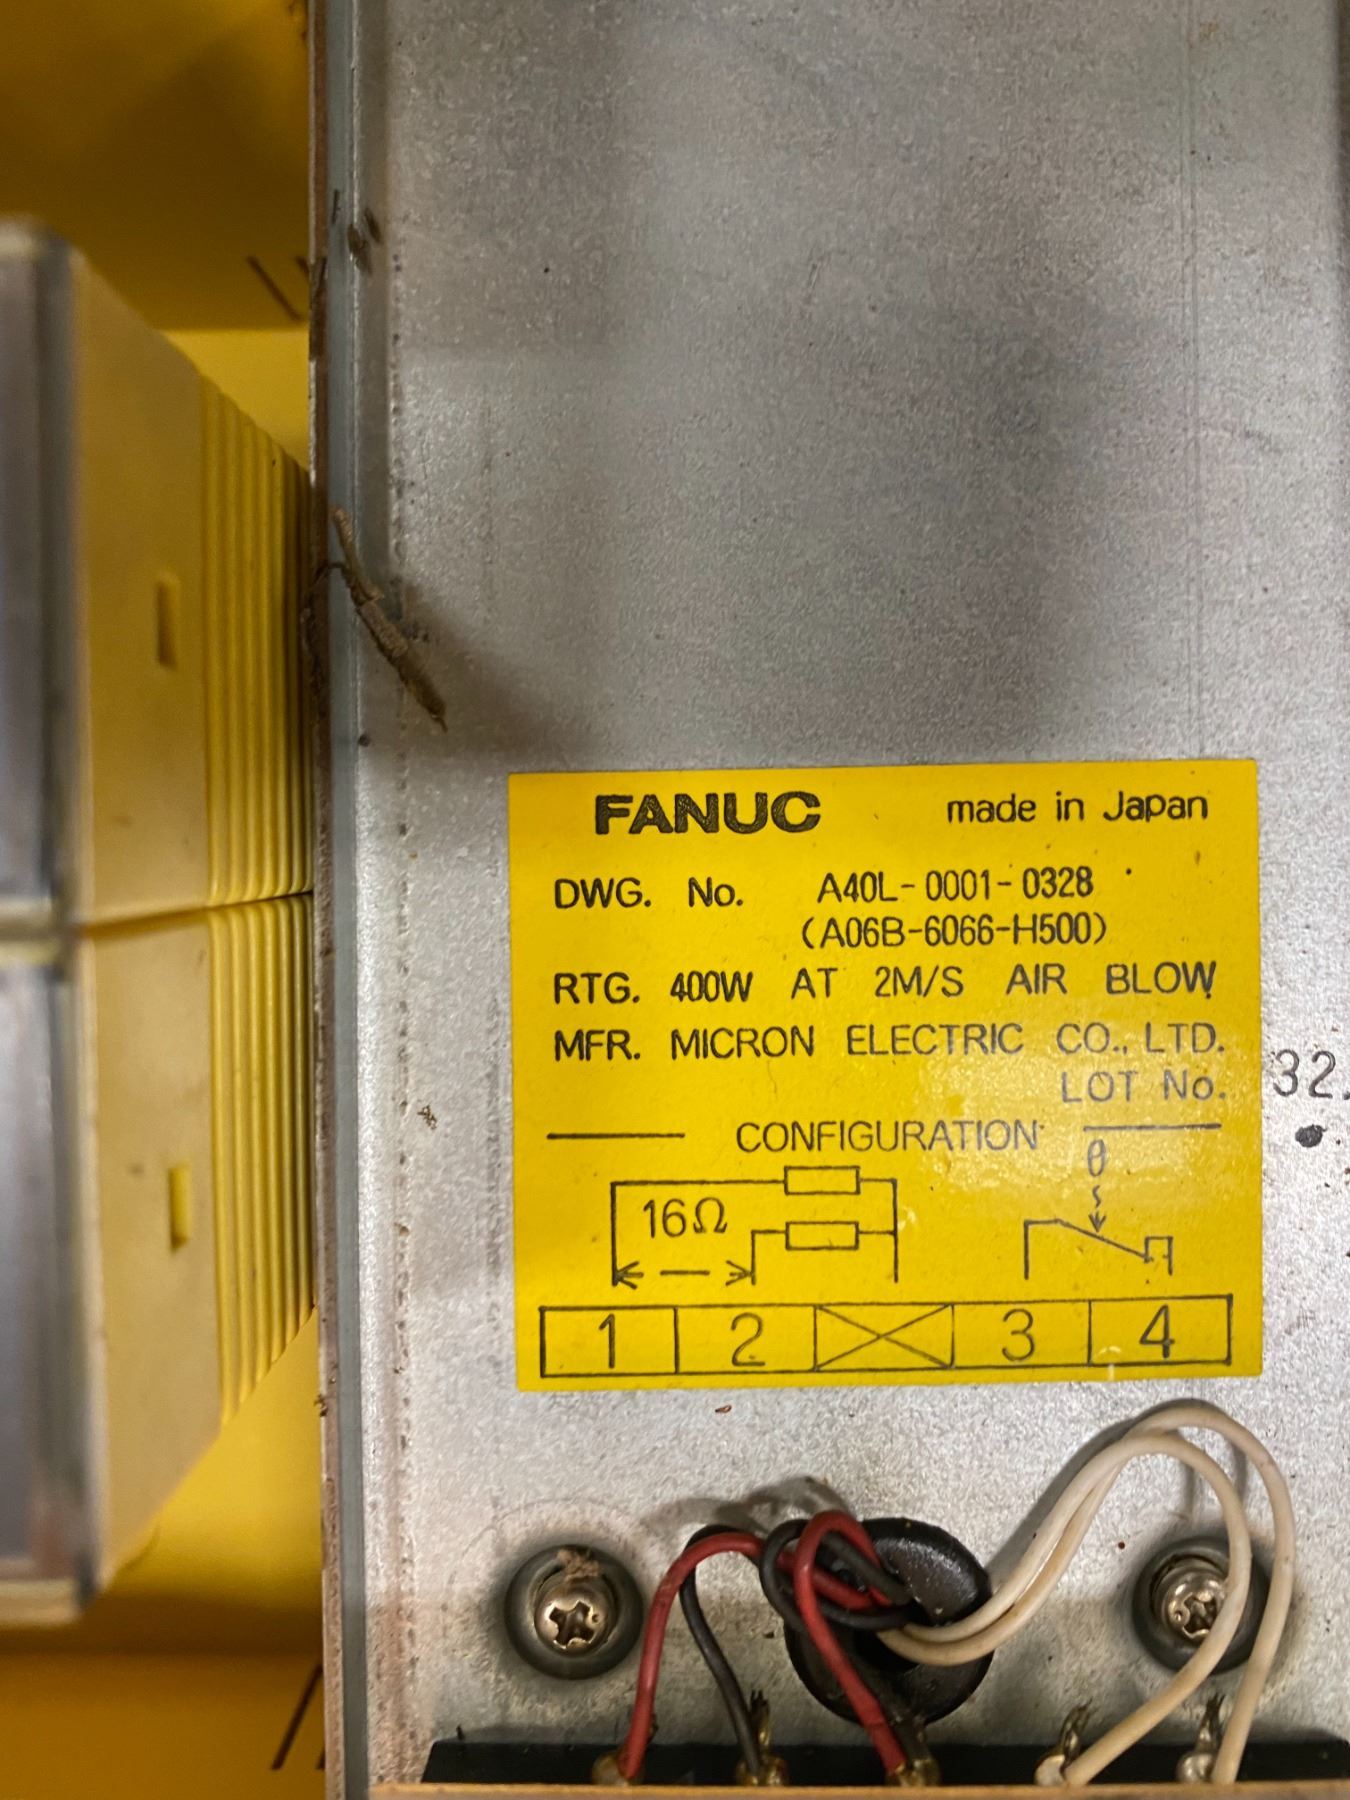 FANUC made in Japan
DWG. No. A40L-0001-0328
(A06B-6066-H500)
RTG. 400W AT 2M/S AIR BLOW
MFR. MICRON ELECTRIC CO., LTD.
LOT No. 32.
CONFIGURATION
θ
16Ω
1 2 3 4